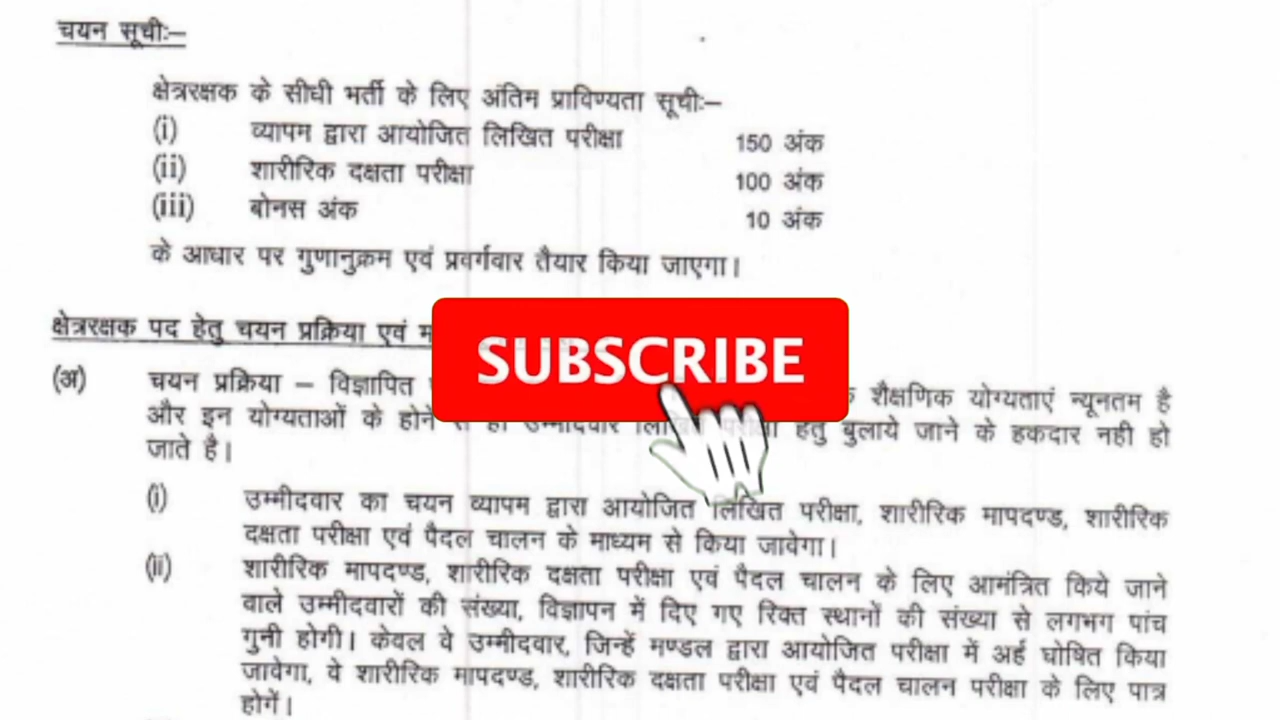 चयन सूचीः–
क्षेत्ररक्षक के सीधी भर्ती के लिए अंतिम प्राविण्यता सूचीः–
(i) व्यापम द्वारा आयोजित लिखित परीक्षा 150 अंक
(ii) शारीरिक दक्षता परीक्षा 100 अंक
(iii) बोनस अंक 10 अंक
के आधार पर गुणानुक्रम एवं प्रवर्गवार तैयार किया जाएगा।
क्षेत्ररक्षक पद हेतु चयन प्रक्रिया एवं
SUBSCRIBE
(अ) चयन प्रक्रिया – विज्ञापित शैक्षणिक योग्यताएं न्यूनतम है
और इन योग्यताओं के होने से ही उम्मीदवार लिखित परीक्षा हेतु बुलाये जाने के हकदार नही हो
जाते है।
(i) उम्मीदवार का चयन व्यापम द्वारा आयोजित लिखित परीक्षा, शारीरिक मापदण्ड, शारीरिक
दक्षता परीक्षा एवं पैदल चालन के माध्यम से किया जावेगा।
(ii) शारीरिक मापदण्ड, शारीरिक दक्षता परीक्षा एवं पैदल चालन के लिए आमंत्रित किये जाने
वाले उम्मीदवारों की संख्या, विज्ञापन में दिए गए रिक्त स्थानों की संख्या से लगभग पांच
गुनी होगी। केवल वे उम्मीदवार, जिन्हें मण्डल द्वारा आयोजित परीक्षा में अर्ह घोषित किया
जावेगा, वे शारीरिक मापदण्ड, शारीरिक दक्षता परीक्षा एवं पैदल चालन परीक्षा के लिए पात्र
होगें।